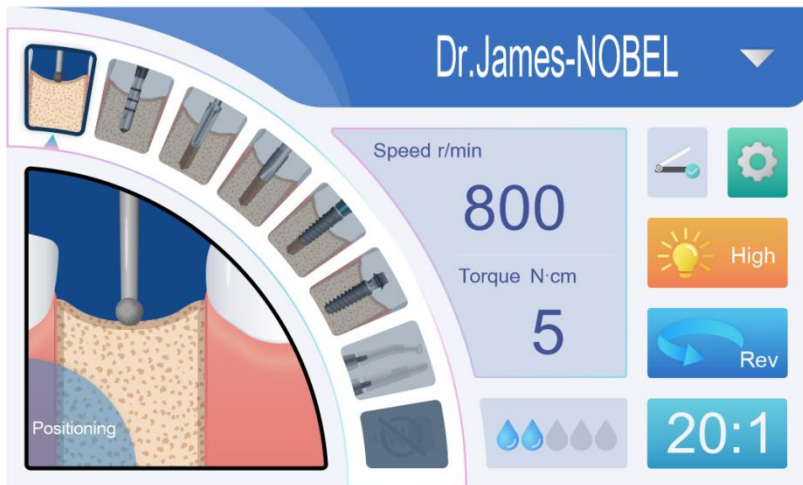 Dr.James-NOBEL
Speed r/min
800
Torque N·cm
5
High
Rev
20:1
Positioning